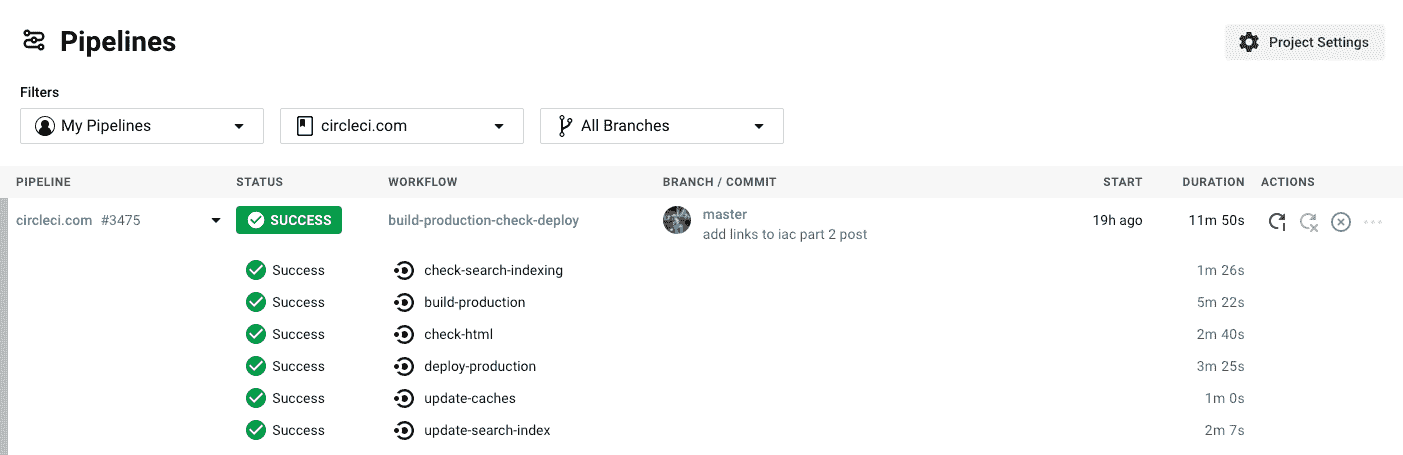 Pipelines
Project Settings
Filters
My Pipelines
circleci.com
All Branches
PIPELINE STATUS WORKFLOW BRANCH / COMMIT START DURATION ACTIONS
circleci.com #3475 SUCCESS build-production-check-deploy master 19h ago 11m 50s
add links to iac part 2 post
Success check-search-indexing 1m 26s
Success build-production 5m 22s
Success check-html 2m 40s
Success deploy-production 3m 25s
Success update-caches 1m 0s
Success update-search-index 2m 7s